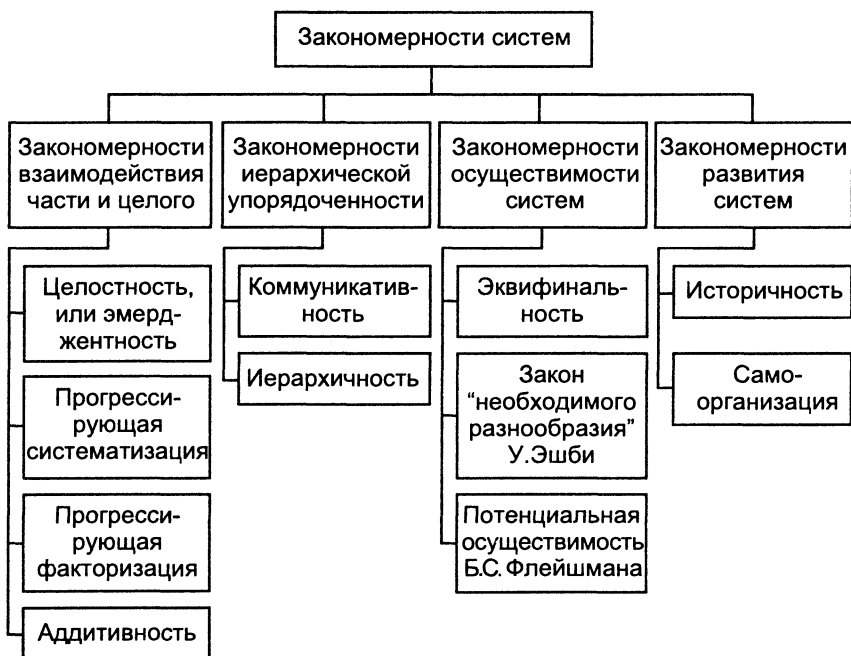 Закономерности систем
Закономерности
взаимодействия
части и целого
Закономерности
иерархической
упорядоченности
Закономерности
осуществимости
систем
Закономерности
развития
систем
Целостность,
или эмерд-
жентность
Прогресси-
рующая
систематизация
Прогресси-
рующая
факторизация
Аддитивность
Коммуникатив-
ность
Иерархичность
Эквифиналь-
ность
Закон
“необходимого
разнообразия”
У.Эшби
Потенциальная
осуществимость
Б.С. Флейшмана
Историчность
Само-
организация